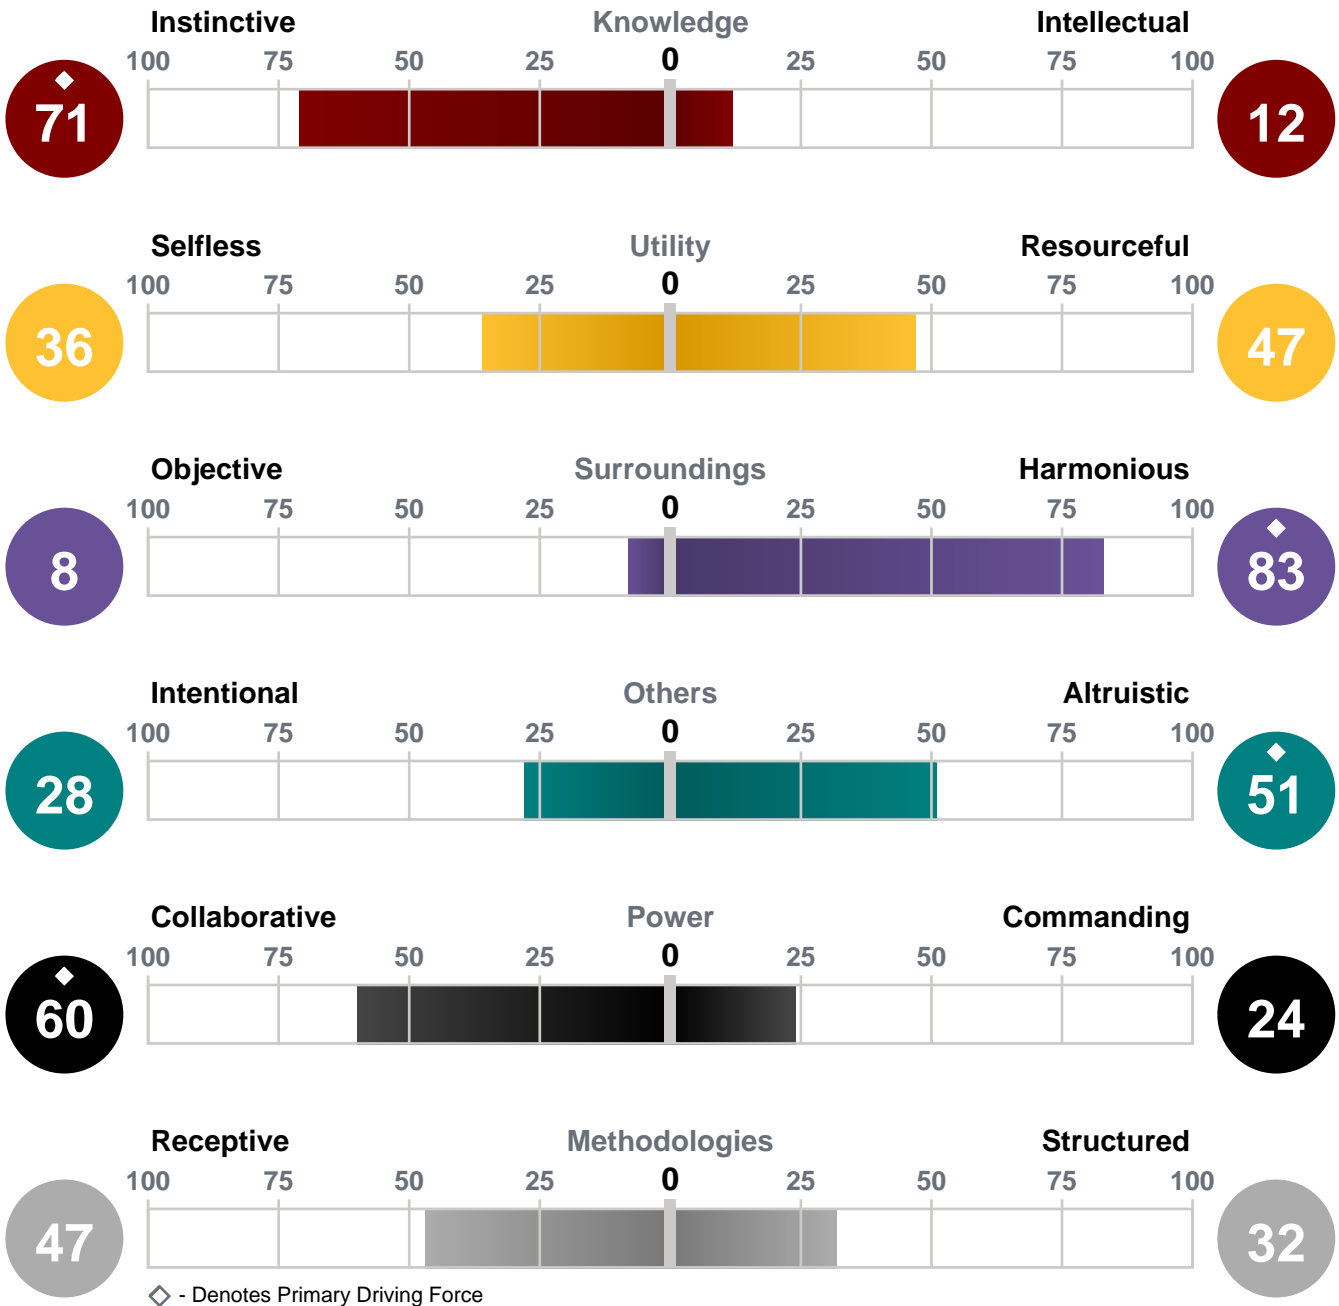 Instinctive Knowledge Intellectual
100 75 50 25 0 25 50 75 100
71 12
Selfless Utility Resourceful
100 75 50 25 0 25 50 75 100
36 47
Objective Surroundings Harmonious
100 75 50 25 0 25 50 75 100
8 83
Intentional Others Altruistic
100 75 50 25 0 25 50 75 100
28 51
Collaborative Power Commanding
100 75 50 25 0 25 50 75 100
60 24
Receptive Methodologies Structured
100 75 50 25 0 25 50 75 100
47 32
- Denotes Primary Driving Force